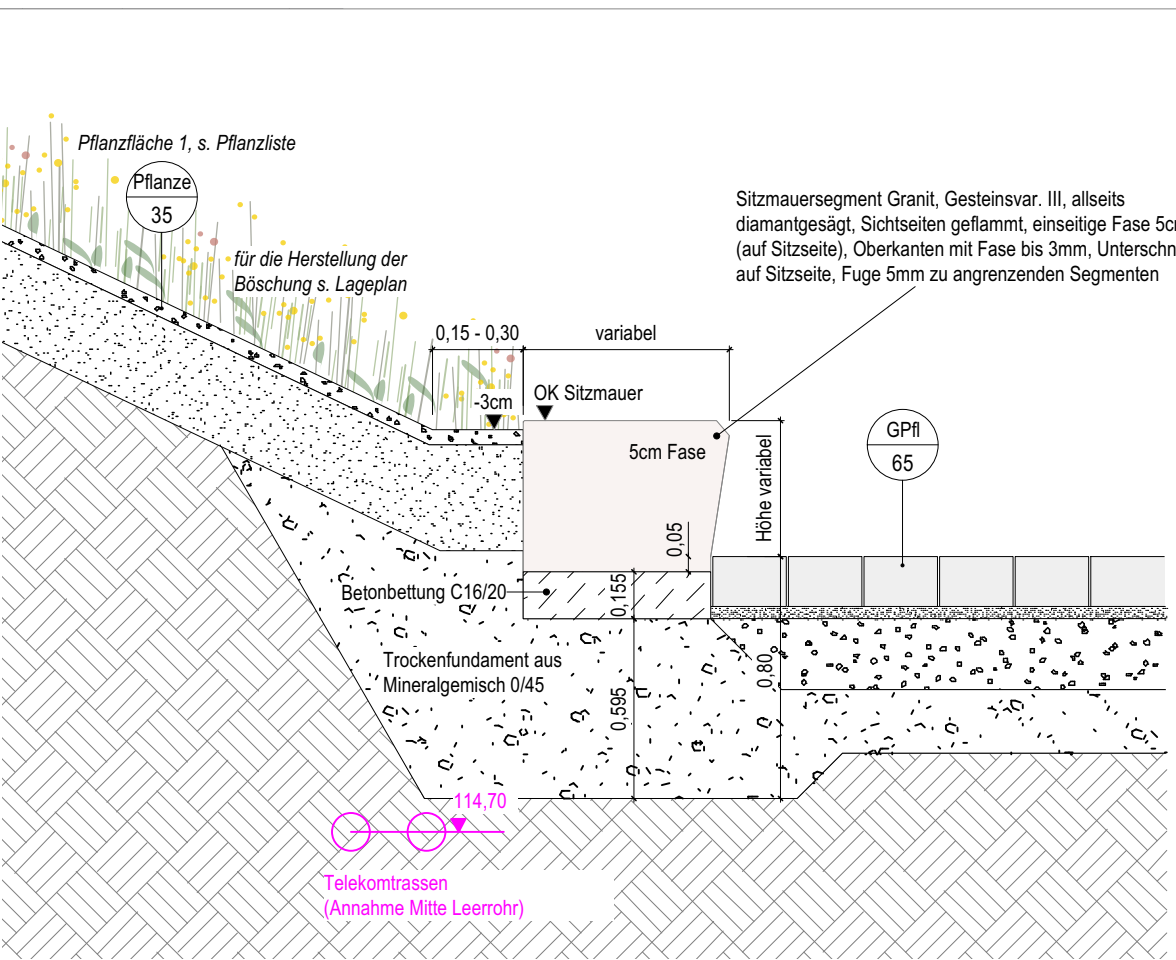 Pflanzfläche 1, s. Pflanzliste
Pflanze
35
für die Herstellung der
Böschung s. Lageplan
Sitzmauersegment Granit, Gesteinsvar. III, allseits
diamantgesägt, Sichtseiten geflammt, einseitige Fase 5c
(auf Sitzseite), Oberkanten mit Fase bis 3mm, Unterschn
auf Sitzseite, Fuge 5mm zu angrenzenden Segmenten
0,15 - 0,30
variabel
-3cm
OK Sitzmauer
5cm Fase
Höhe variabel
GPfl
65
0,05
Betonbettung C16/20
0,155
Trockenfundament aus
Mineralgemisch 0/45
0,80
0,595
114,70
Telekomtrassen
(Annahme Mitte Leerrohr)